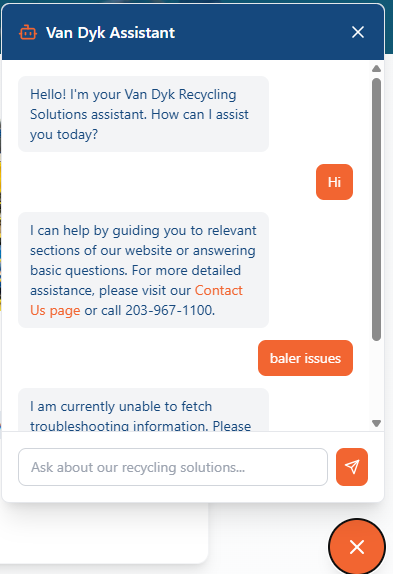 Van Dyk Assistant
Hello! I'm your Van Dyk Recycling
Solutions assistant. How can I assist
you today?
Hi
I can help by guiding you to relevant
sections of our website or answering
basic questions. For more detailed
assistance, please visit our Contact
Us page or call 203-967-1100.
baler issues
I am currently unable to fetch
troubleshooting information. Please
Ask about our recycling solutions...